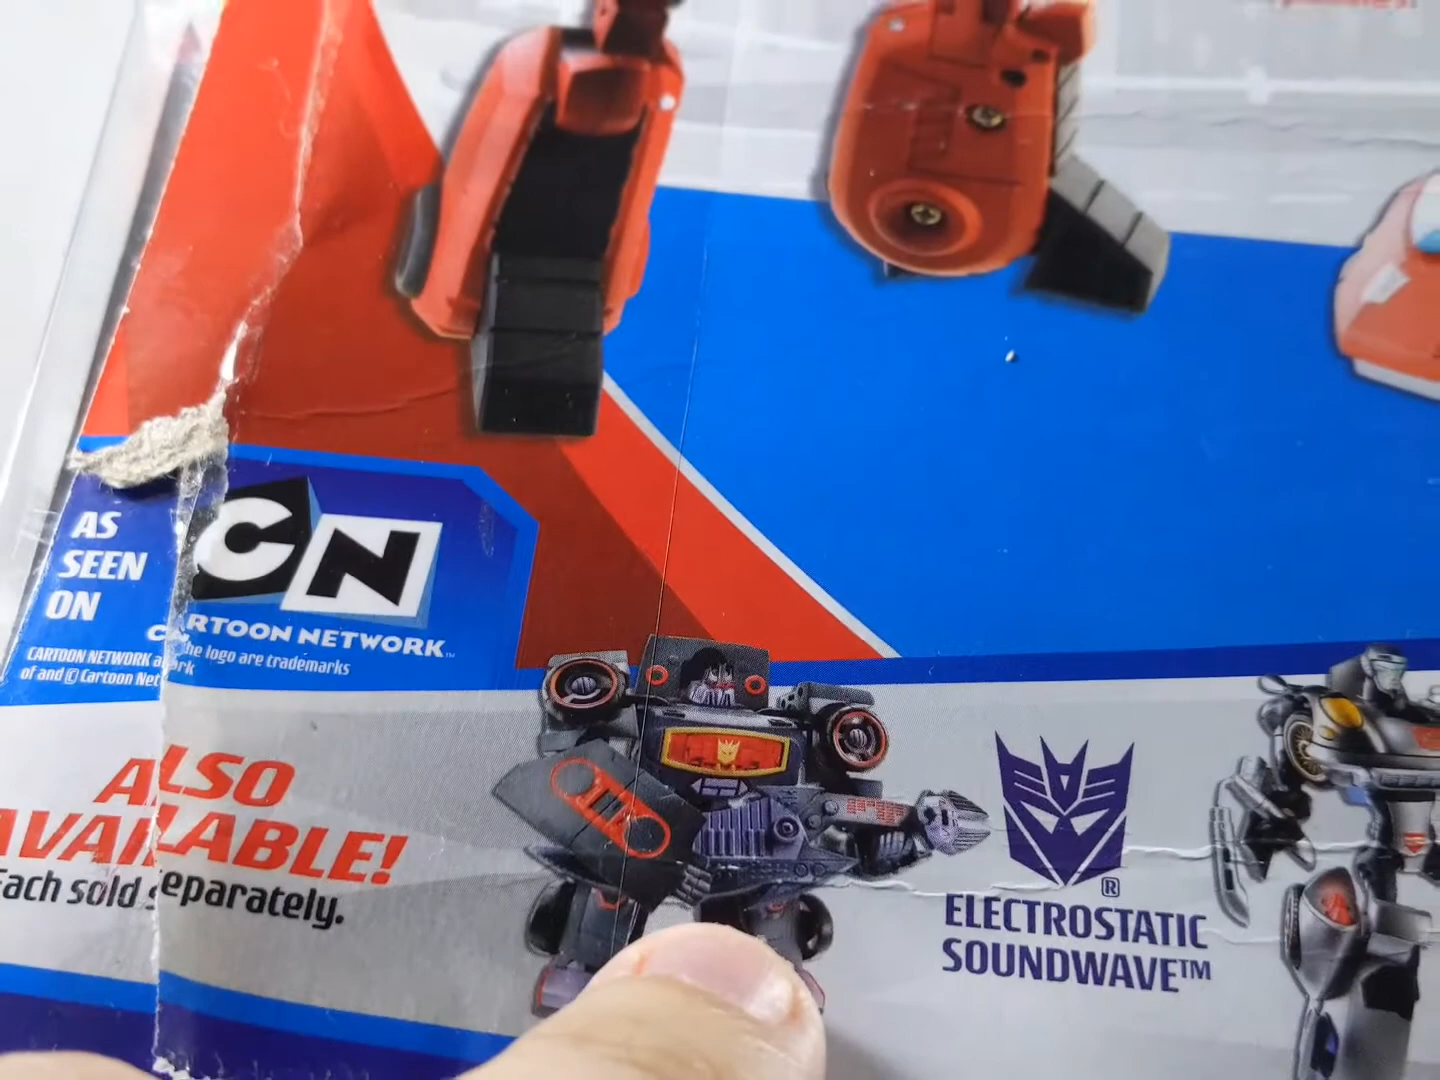 AS
SEEN
ON
CN
CARTOON NETWORK™
CARTOON NETWORK the logo are trademarks
of and © Cartoon Network
ALSO
AVAILABLE!
Each sold separately.
®
ELECTROSTATIC
SOUNDWAVE™